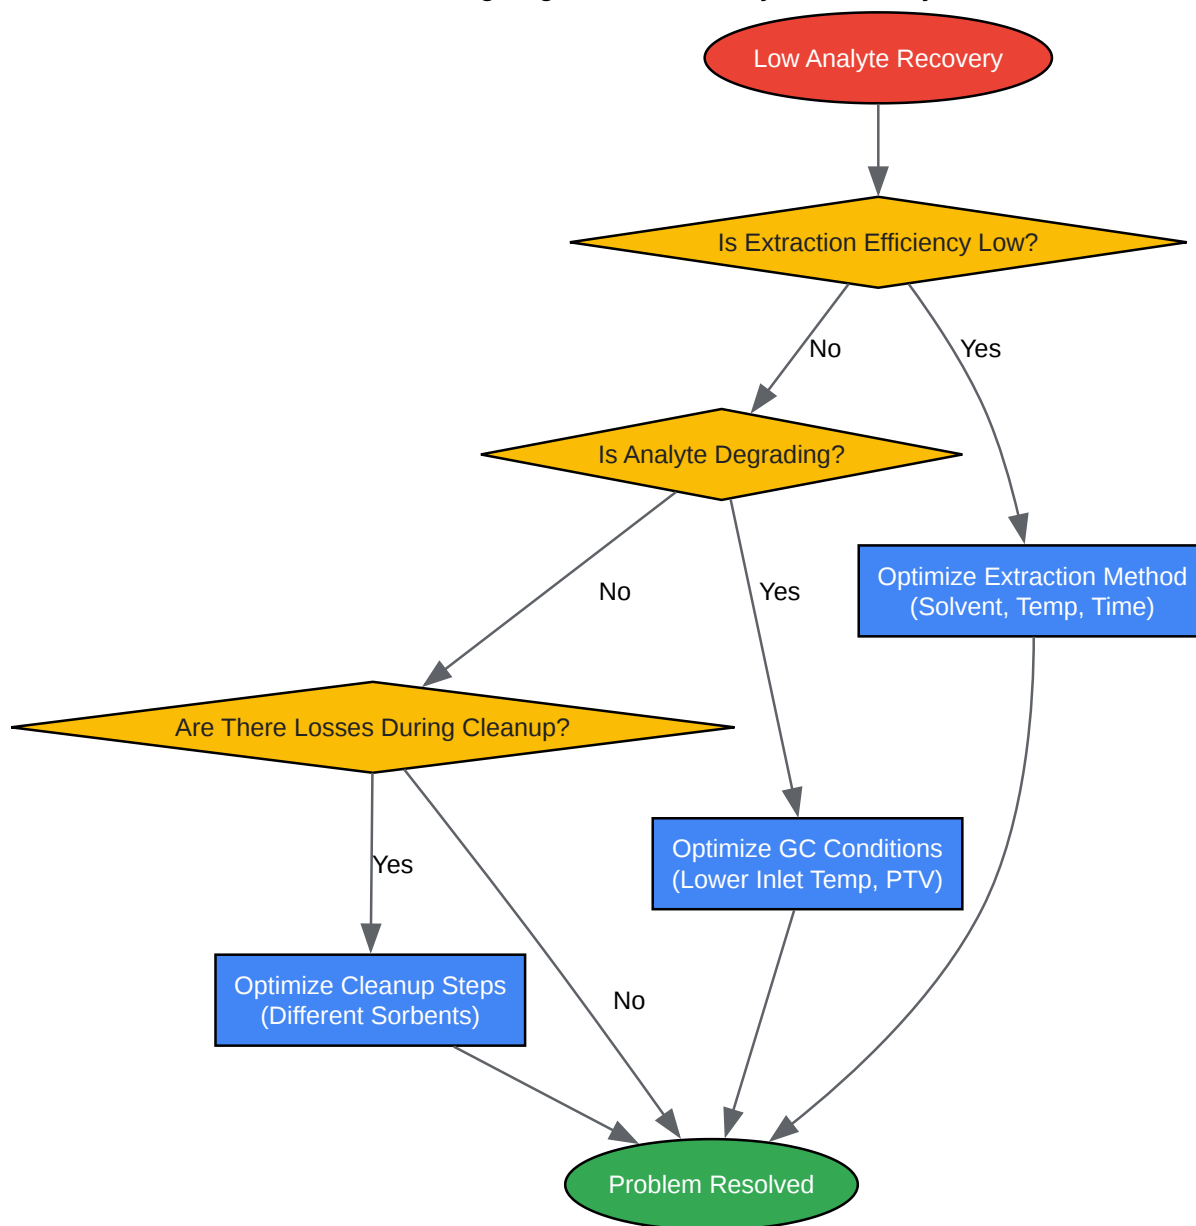 Low Analyte Recovery
Is Extraction Efficiency Low?
No
Yes
Is Analyte Degrading?
No
Yes
Optimize Extraction Method
(Solvent, Temp, Time)
Are There Losses During Cleanup?
Optimize GC Conditions
(Lower Inlet Temp, PTV)
Yes
Optimize Cleanup Steps
(Different Sorbents)
No
Problem Resolved